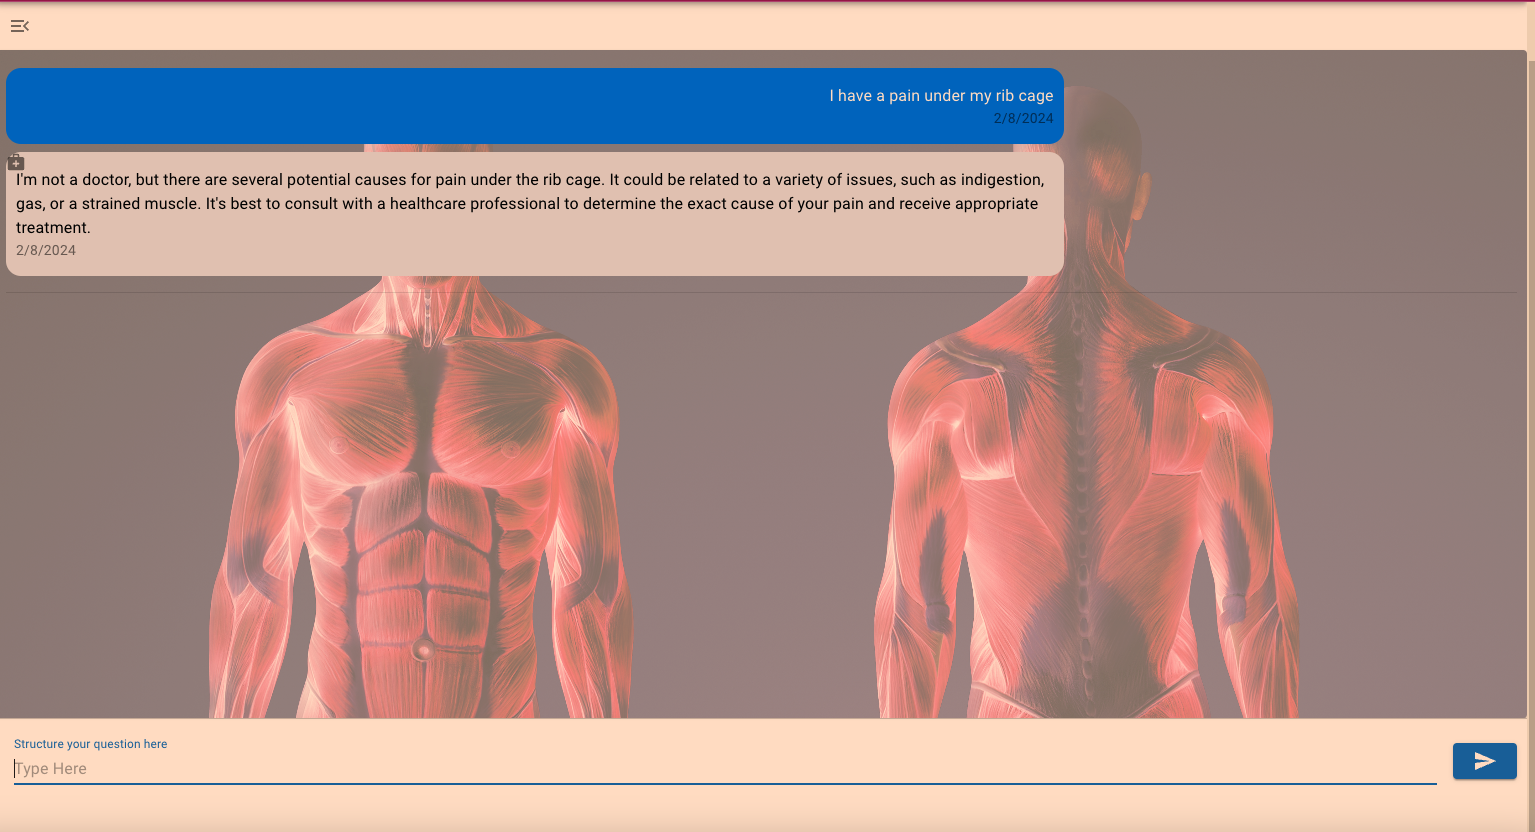 I have a pain under my rib cage
2/8/2024
I'm not a doctor, but there are several potential causes for pain under the rib cage. It could be related to a variety of issues, such as indigestion,
gas, or a strained muscle. It's best to consult with a healthcare professional to determine the exact cause of your pain and receive appropriate
treatment.
2/8/2024
Structure your question here
Type Here